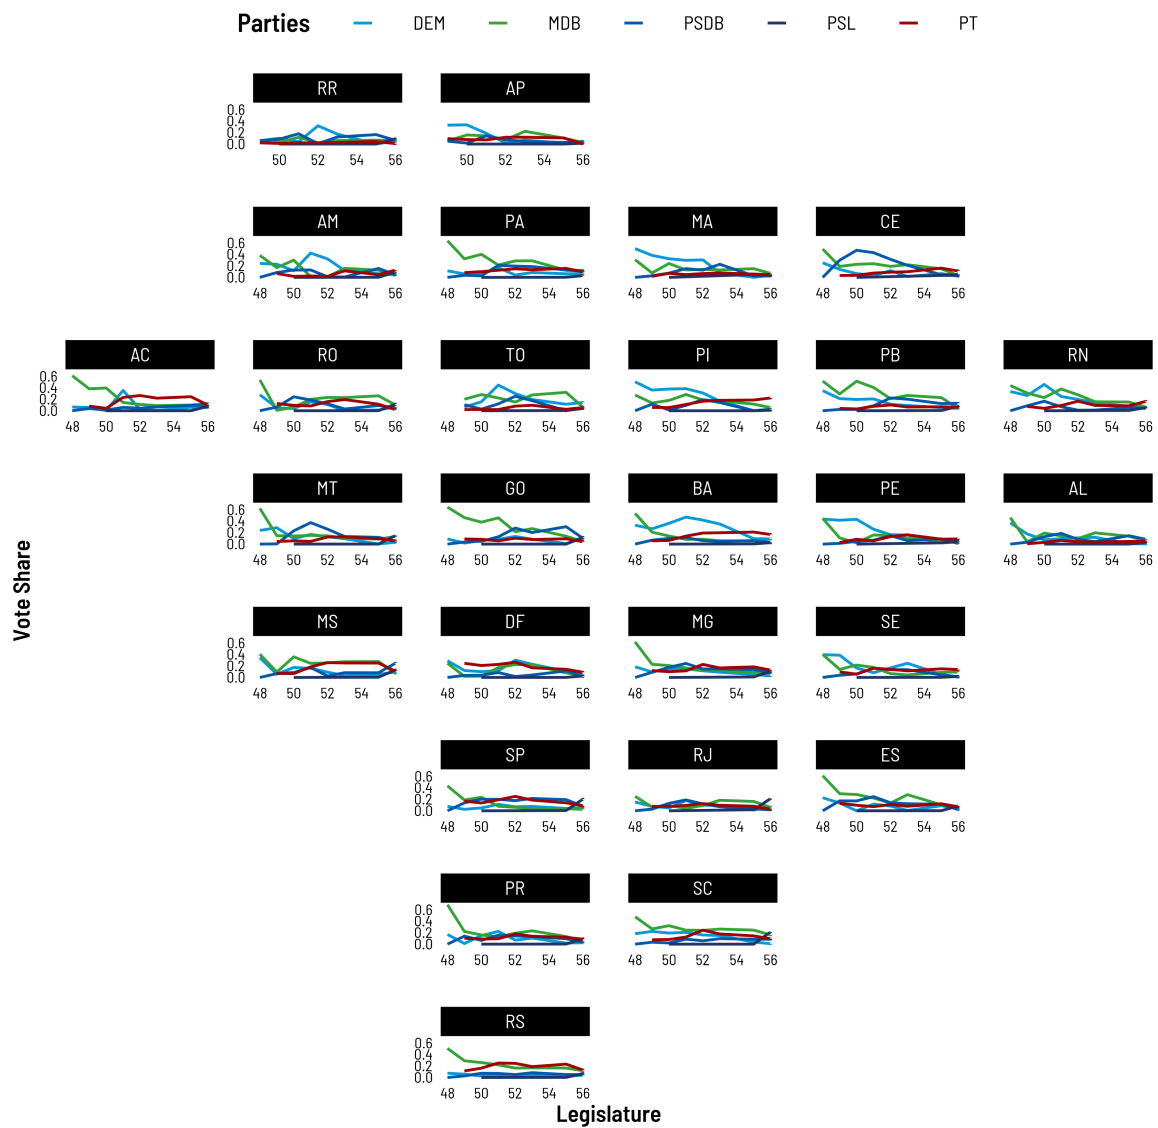 Parties DEM MDB PSDB PSL PT
RR AP
0.6
0.4
0.2
0.0
50 52 54 56 50 52 54 56
AM PA MA CE
0.6
0.4
0.2
0.0
48 50 52 54 56 48 50 52 54 56 48 50 52 54 56 48 50 52 54 56
AC RO TO PI PB RN
0.6
0.4
0.2
0.0
48 50 52 54 56 48 50 52 54 56 48 50 52 54 56 48 50 52 54 56 48 50 52 54 56 48 50 52 54 56
MT GO BA PE AL
0.6
0.4
0.2
0.0
48 50 52 54 56 48 50 52 54 56 48 50 52 54 56 48 50 52 54 56 48 50 52 54 56
Vote Share
MS DF MG SE
0.6
0.4
0.2
0.0
48 50 52 54 56 48 50 52 54 56 48 50 52 54 56 48 50 52 54 56
SP RJ ES
0.6
0.4
0.2
0.0
48 50 52 54 56 48 50 52 54 56 48 50 52 54 56
PR SC
0.6
0.4
0.2
0.0
48 50 52 54 56 48 50 52 54 56
RS
0.6
0.4
0.2
0.0
48 50 52 54 56
Legislature